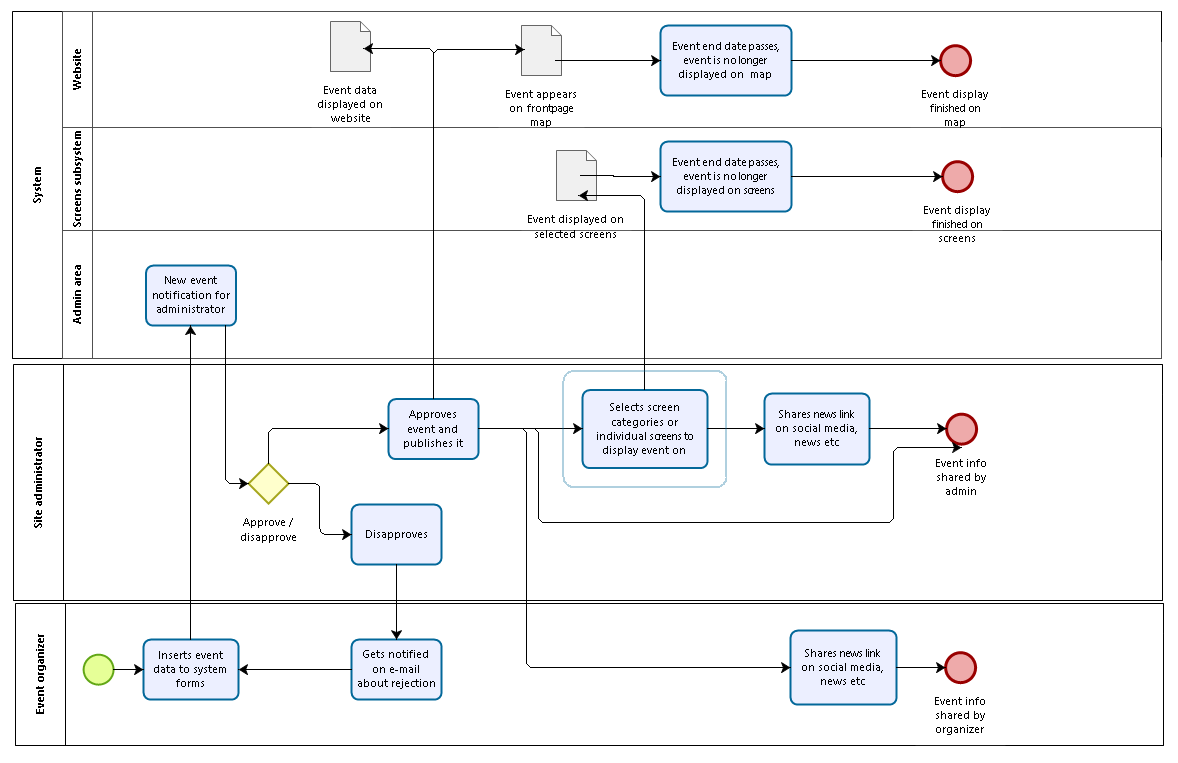 System
Website
Event data
displayed on
website
Event appears
on frontpage
map
Event end date passes,
event is no longer
displayed on map
Event display
finished on
map
Screens subsystem
Event displayed on
selected screens
Event end date passes,
event is no longer
displayed on screens
Event display
finished on
screens
Admin area
New event
notification for
administrator
Site administrator
Approve /
disapprove
Approves
event and
publishes it
Disapproves
Selects screen
categories or
individual screens to
display event on
Shares news link
on social media,
news etc
Event info
shared by
admin
Event organizer
Inserts event
data to system
forms
Gets notified
on e-mail
about rejection
Shares news link
on social media,
news etc
Event info
shared by
organizer